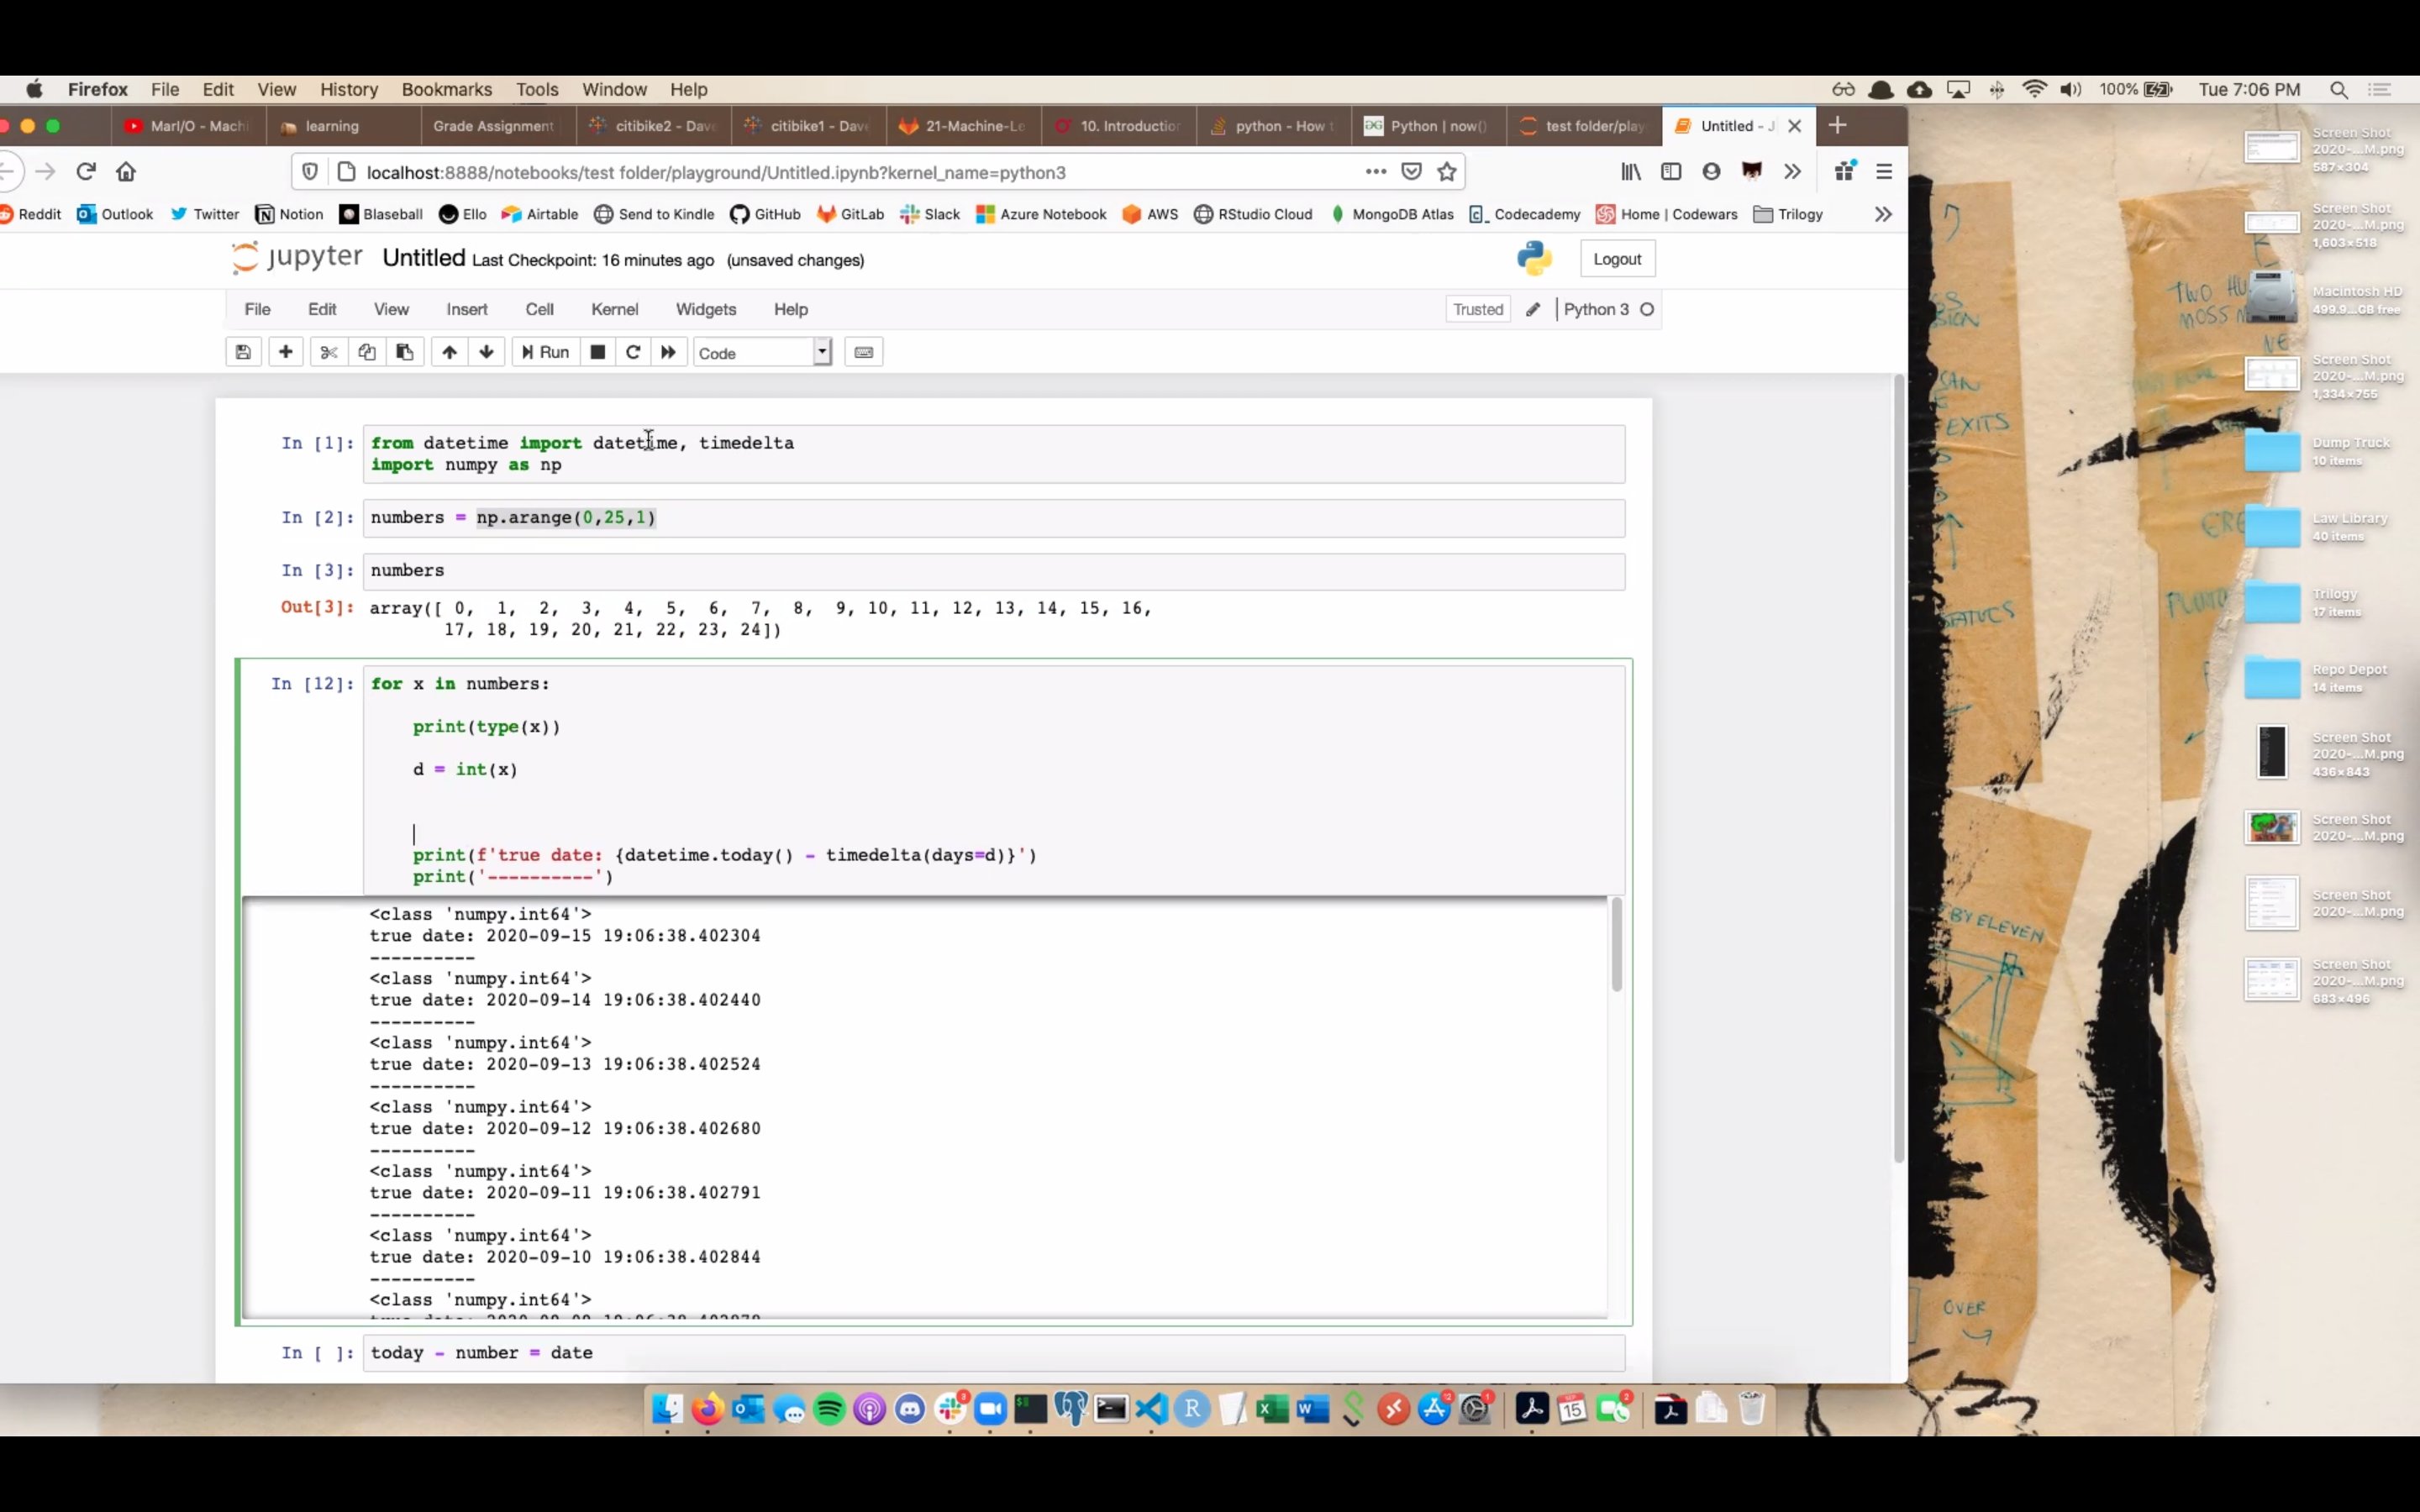 Firefox File Edit View History Bookmarks Tools Window Help 100% Tue 7:06 PM
Marl/O - Machi learning Grade Assignment citibike2 - Dave citibike1 - Dave 21-Machine-Le 10. Introduction python - How t Python | now() test folder/play Untitled - J
localhost:8888/notebooks/test folder/playground/Untitled.ipynb?kernel_name=python3
Reddit Outlook Twitter Notion Blaseball Ello Airtable Send to Kindle GitHub GitLab Slack Azure Notebook AWS RStudio Cloud MongoDB Atlas Codecademy Home | Codewars Trilogy
jupyter Untitled Last Checkpoint: 16 minutes ago (unsaved changes) Logout
File Edit View Insert Cell Kernel Widgets Help Trusted Python 3
Run Code
In [1]: from datetime import datetime, timedelta
import numpy as np
In [2]: numbers = np.arange(0,25,1)
In [3]: numbers
Out[3]: array([ 0, 1, 2, 3, 4, 5, 6, 7, 8, 9, 10, 11, 12, 13, 14, 15, 16,
17, 18, 19, 20, 21, 22, 23, 24])
In [12]: for x in numbers:
print(type(x))
d = int(x)
print(f'true date: {datetime.today() - timedelta(days=d)}')
print('----------')
<class 'numpy.int64'>
true date: 2020-09-15 19:06:38.402304
----------
<class 'numpy.int64'>
true date: 2020-09-14 19:06:38.402440
----------
<class 'numpy.int64'>
true date: 2020-09-13 19:06:38.402524
----------
<class 'numpy.int64'>
true date: 2020-09-12 19:06:38.402680
----------
<class 'numpy.int64'>
true date: 2020-09-11 19:06:38.402791
----------
<class 'numpy.int64'>
true date: 2020-09-10 19:06:38.402844
----------
<class 'numpy.int64'>
In [ ]: today - number = date
Screen Shot
2020-...M.png
587×304
Screen Shot
2020-...M.png
1,603×518
Macintosh HD
499.9...GB free
Screen Shot
2020-...M.png
1,334×755
Dump Truck
10 items
Law Library
40 items
Trilogy
17 items
Repo Depot
14 items
Screen Shot
2020-...M.png
436×843
Screen Shot
2020-...M.png
Screen Shot
2020-...M.png
Screen Shot
2020-...M.png
683×496
TWO HU
MOSS M
NE
EXITS
BY ELEVEN
OVER
SEP
15